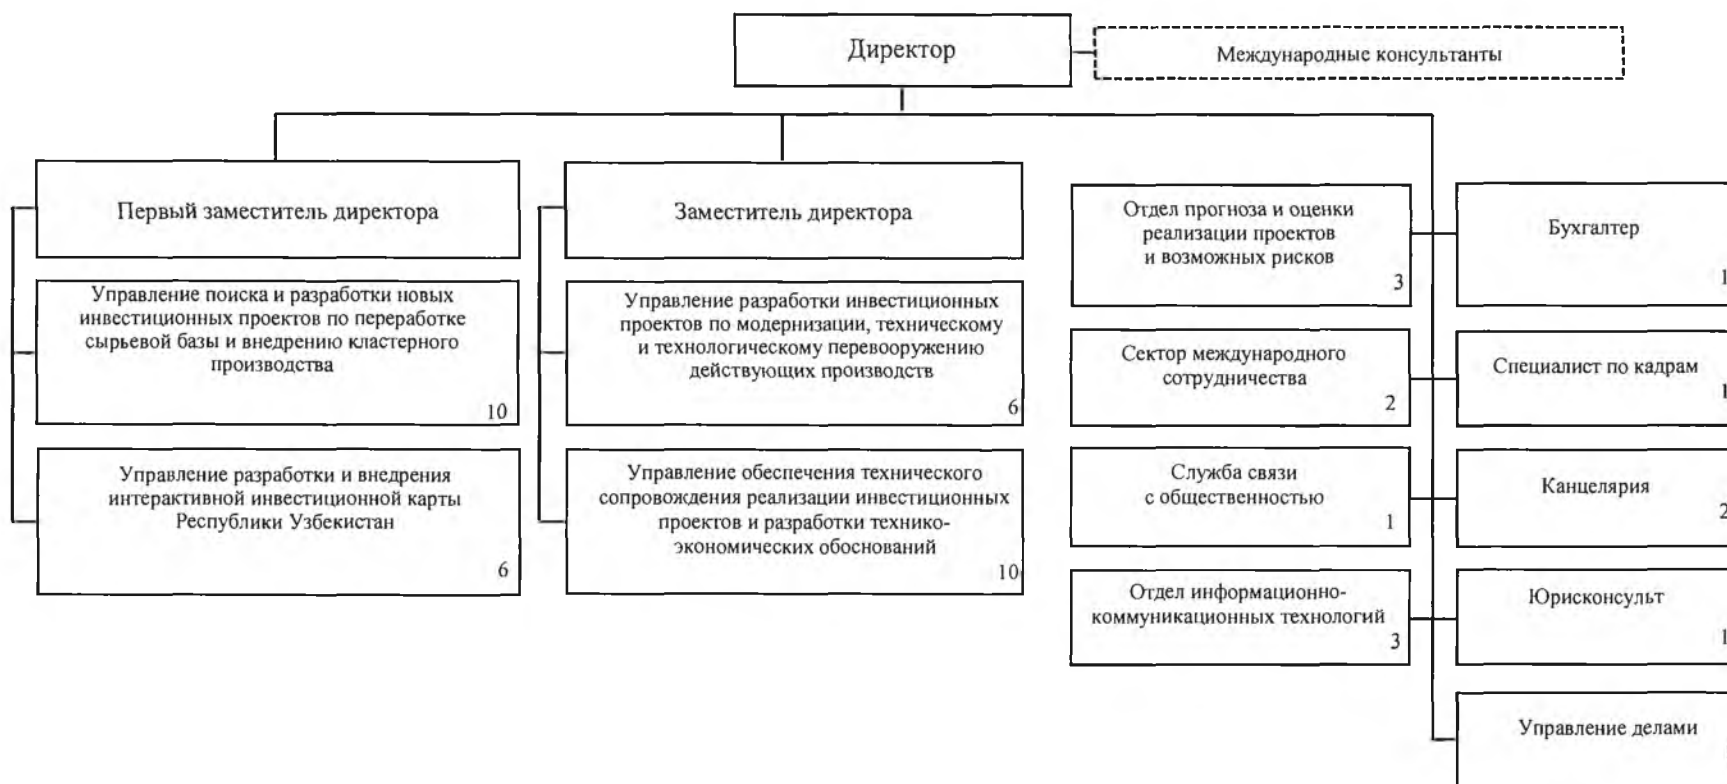 Директор
Международные консультанты
Первый заместитель директора
Управление поиска и разработки новых
инвестиционных проектов по переработке
сырьевой базы и внедрению кластерного
производства
10
Управление разработки и внедрения
интерактивной инвестиционной карты
Республики Узбекистан
6
Заместитель директора
Управление разработки инвестиционных
проектов по модернизации, техническому
и технологическому перевооружению
действующих производств
6
Управление обеспечения технического
сопровождения реализации инвестиционных
проектов и разработки технико-
экономических обоснований
10
Отдел прогноза и оценки
реализации проектов
и возможных рисков
3
Сектор международного
сотрудничества
2
Служба связи
с общественностью
1
Отдел информационно-
коммуникационных технологий
3
Бухгалтер
1
Специалист по кадрам
1
Канцелярия
2
Юрисконсульт
1
Управление делами